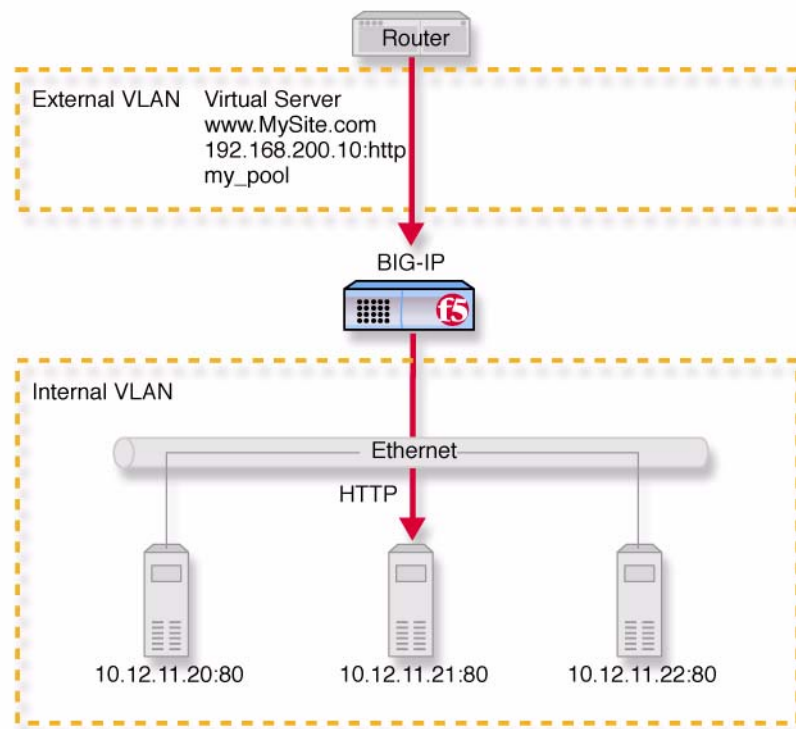 Router
External VLAN
Virtual Server
www.MySite.com
192.168.200.10:http
my_pool
BIG-IP
f5
Internal VLAN
Ethernet
HTTP
10.12.11.20:80
10.12.11.21:80
10.12.11.22:80